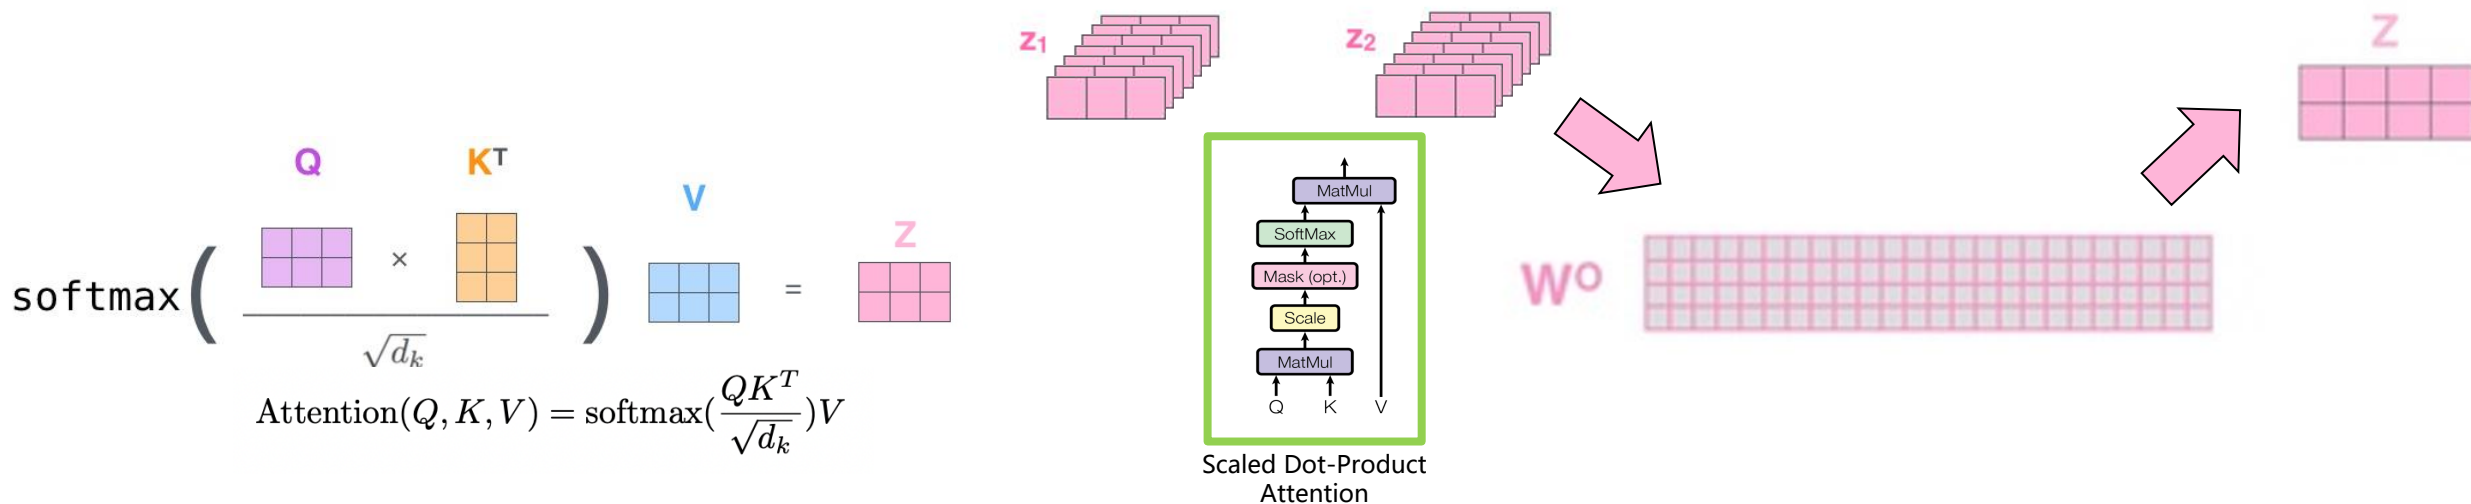 softmax(
Q
×
Kᵀ
√dₖ
)
V
=
Z
Attention(Q, K, V) = softmax(QKᵀ/√dₖ)V
z₁
z₂
MatMul
SoftMax
Mask (opt.)
Scale
MatMul
Q K V
Scaled Dot-Product
Attention
Wᴼ
Z